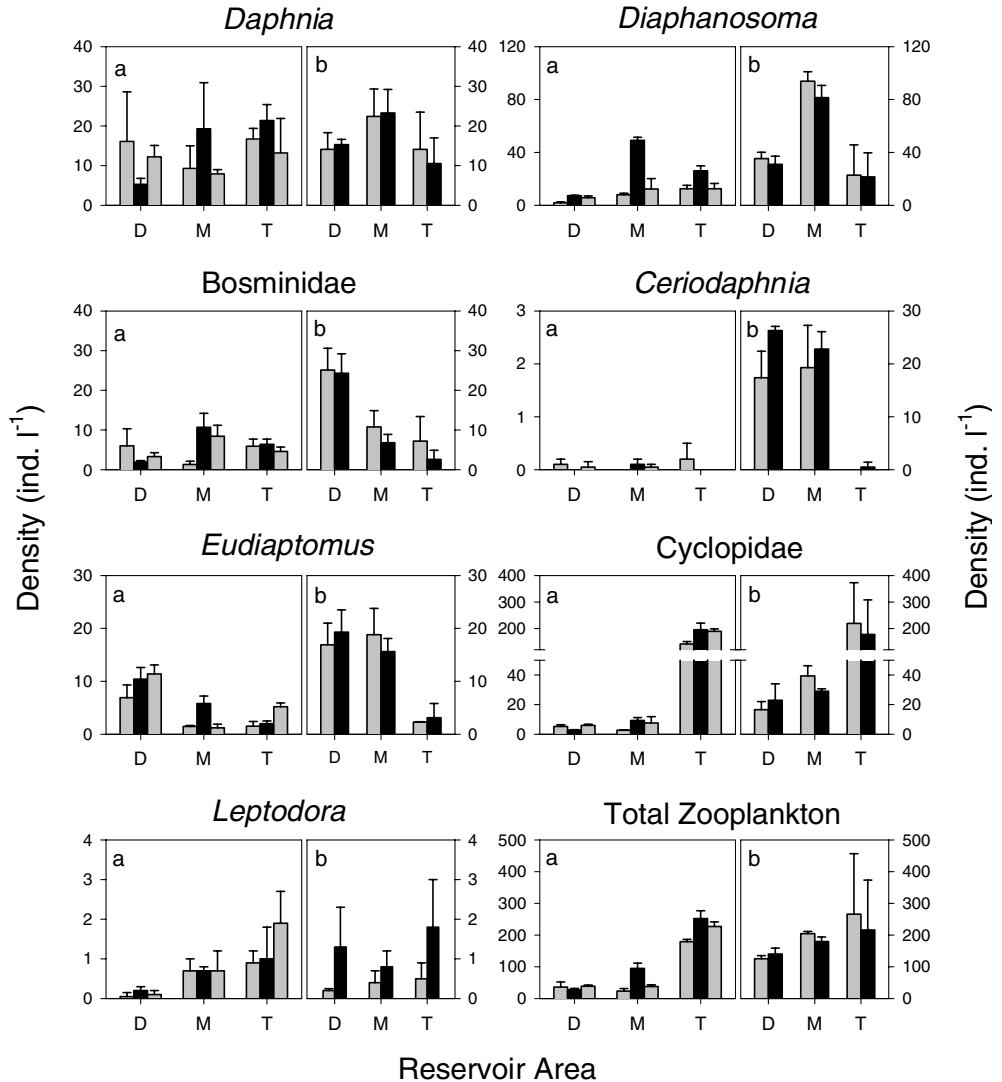 Daphnia
Diaphanosoma
40
30
20
10
0
a
b
40
30
20
10
0
120
80
40
0
a
b
120
80
40
0
D M T D M T
D M T D M T
Bosminidae
Ceriodaphnia
40
30
20
10
0
a
b
40
30
20
10
0
3
2
1
0
a
b
30
20
10
0
D M T D M T
D M T D M T
Density (ind. l⁻¹)
Density (ind. l⁻¹)
Eudiaptomus
Cyclopidae
30
20
10
0
a
b
30
20
10
0
400
300
200
40
20
0
a
b
400
300
200
40
20
0
D M T D M T
D M T D M T
Leptodora
Total Zooplankton
4
3
2
1
0
a
b
4
3
2
1
0
500
400
300
200
100
0
a
b
500
400
300
200
100
0
D M T D M T
D M T D M T
Reservoir Area